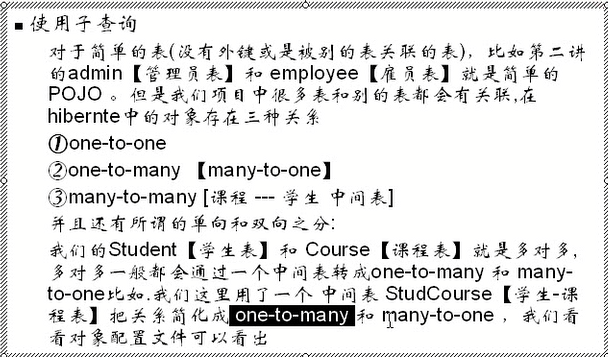 ■ 使用子查询
对于简单的表(没有外键或是被别的表关联的表)，比如第二讲
的admin【管理员表】和 employee【雇员表】就是简单的
POJO 。但是我们项目中很多表和别的表都会有关联,在
hibernte中的对象存在三种关系
①one-to-one
②one-to-many 【many-to-one】
③many-to-many [课程 --- 学生 中间表]
并且还有所谓的单向和双向之分:
我们的Student【学生表】和 Course【课程表】就是多对多,
多对多一般都会通过一个中间表转成one-to-many 和 many-
to-one比如.我们这里用了一个 中间表 StudCourse【学生-课
程表】把关系简化成 one-to-many 和 many-to-one ，我们看
看对象配置文件可以看出